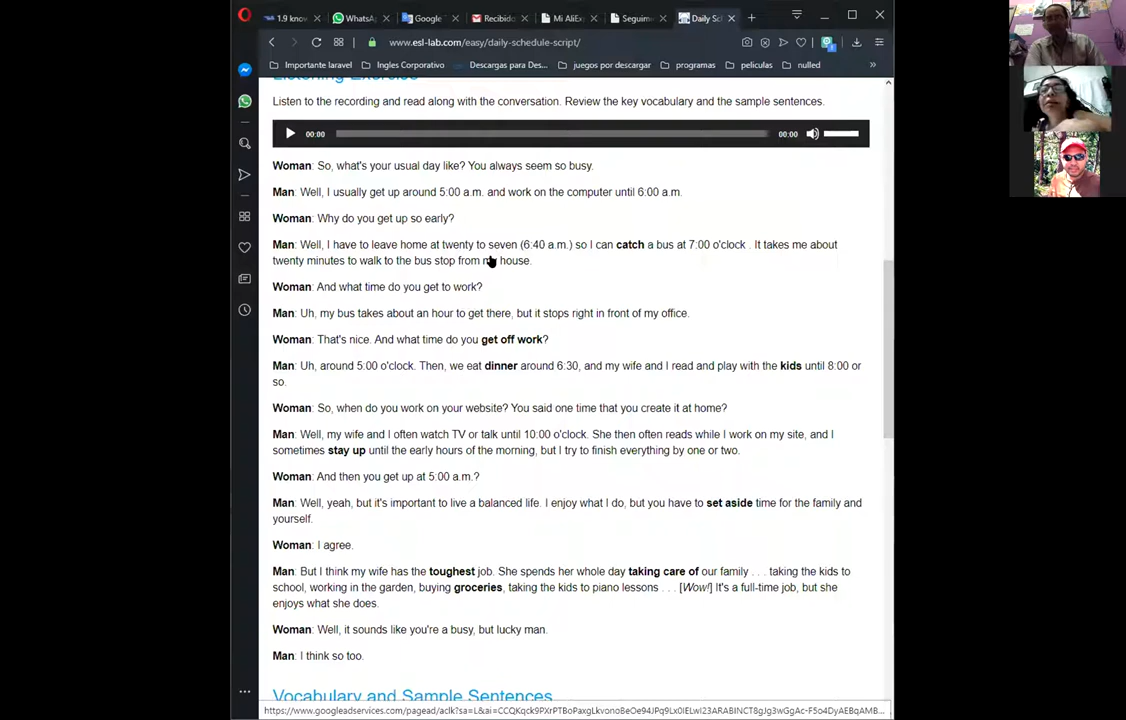 1.9 know
WhatsA
Google
Recibido
Mi AliEx
Seguim
Daily Sc
www.esl-lab.com/easy/daily-schedule-script/
Importante laravel
Ingles Corporativo
Descargas para Des...
juegos por descargar
programas
peliculas
nulled
Listening Exercise
Listen to the recording and read along with the conversation. Review the key vocabulary and the sample sentences.
00:00
00:00
Woman: So, what's your usual day like? You always seem so busy.
Man: Well, I usually get up around 5:00 a.m. and work on the computer until 6:00 a.m.
Woman: Why do you get up so early?
Man: Well, I have to leave home at twenty to seven (6:40 a.m.) so I can catch a bus at 7:00 o'clock . It takes me about
twenty minutes to walk to the bus stop from my house.
Woman: And what time do you get to work?
Man: Uh, my bus takes about an hour to get there, but it stops right in front of my office.
Woman: That's nice. And what time do you get off work?
Man: Uh, around 5:00 o'clock. Then, we eat dinner around 6:30, and my wife and I read and play with the kids until 8:00 or
so.
Woman: So, when do you work on your website? You said one time that you create it at home?
Man: Well, my wife and I often watch TV or talk until 10:00 o'clock. She then often reads while I work on my site, and I
sometimes stay up until the early hours of the morning, but I try to finish everything by one or two.
Woman: And then you get up at 5:00 a.m.?
Man: Well, yeah, but it's important to live a balanced life. I enjoy what I do, but you have to set aside time for the family and
yourself.
Woman: I agree.
Man: But I think my wife has the toughest job. She spends her whole day taking care of our family . . . taking the kids to
school, working in the garden, buying groceries, taking the kids to piano lessons . . . [Wow!] It's a full-time job, but she
enjoys what she does.
Woman: Well, it sounds like you're a busy, but lucky man.
Man: I think so too.
Vocabulary and Sample Sentences